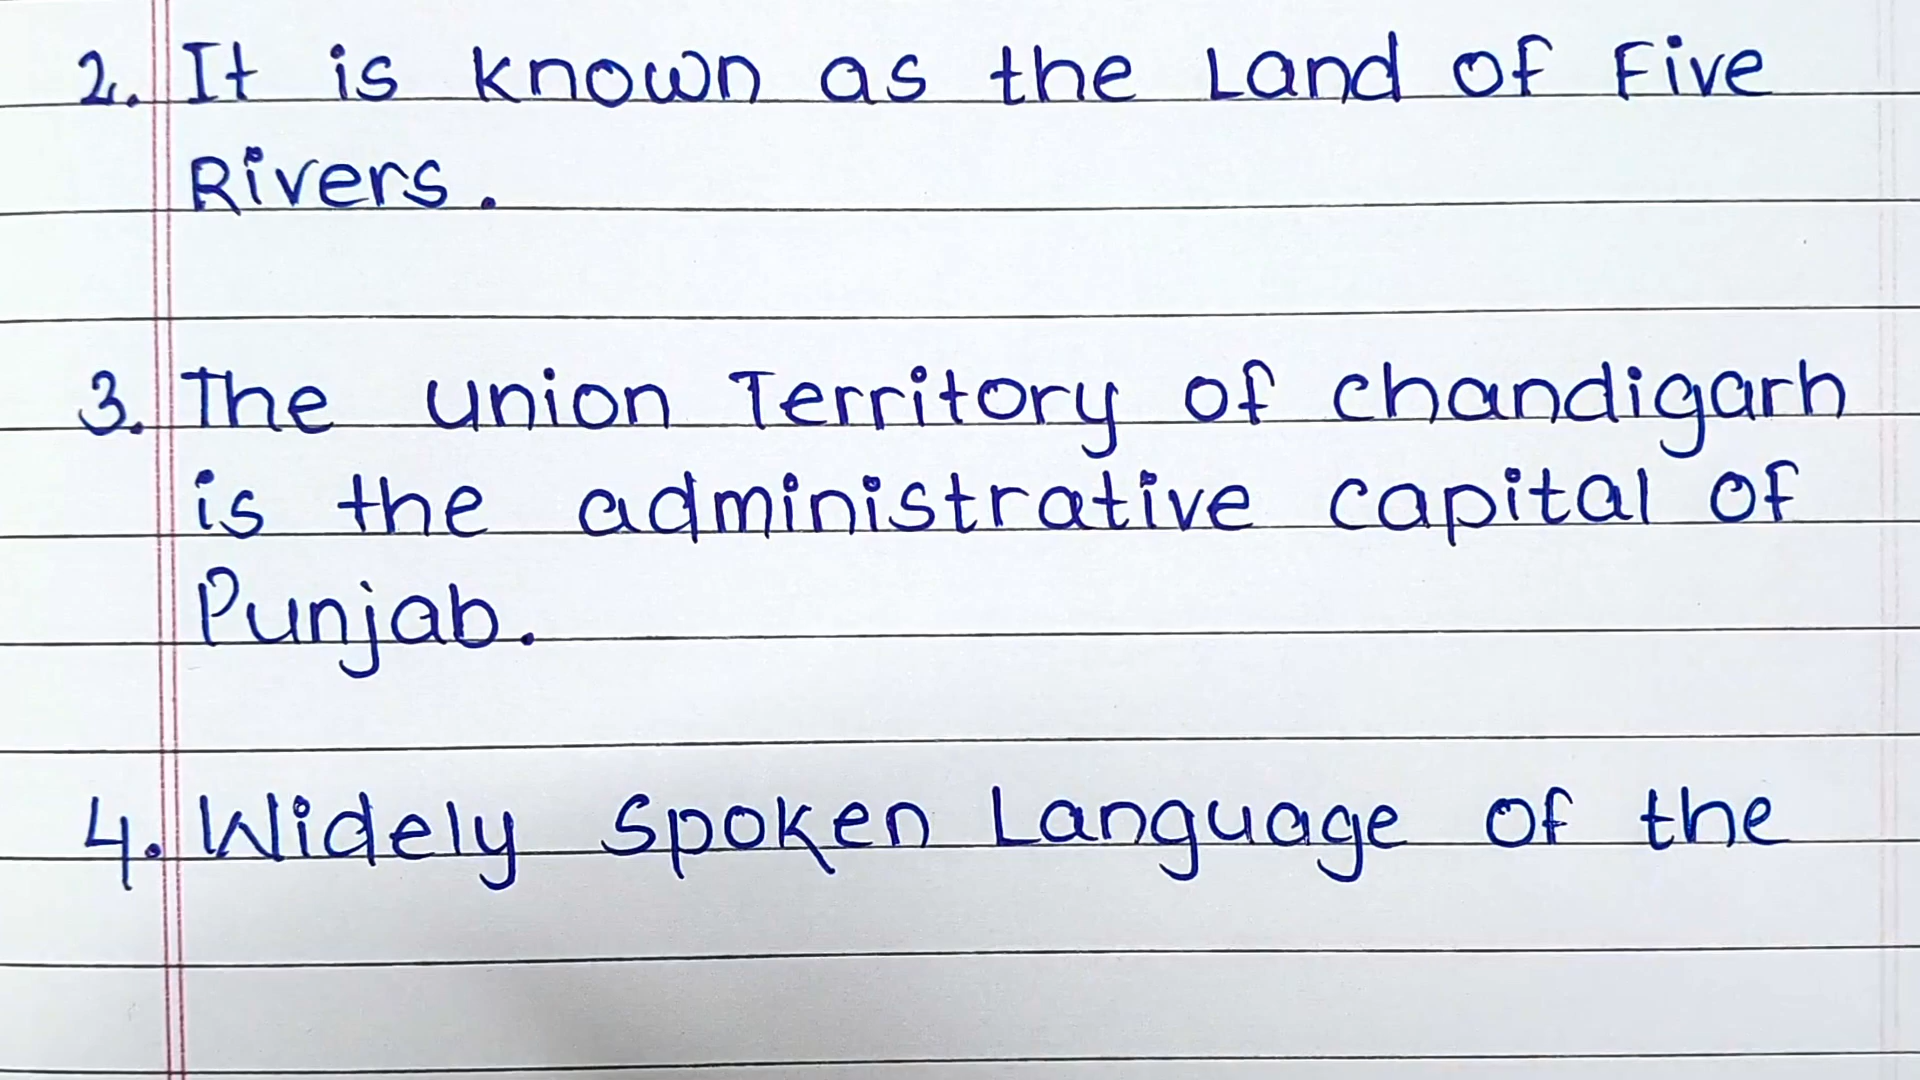 2. It is known as the Land of Five
Rivers.
3. The union Territory of chandigarh
is the administrative capital of
Punjab.
4. Widely spoken Language of the